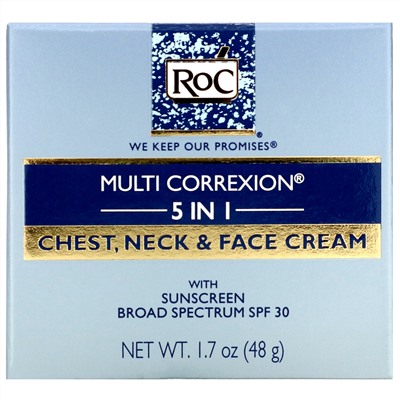 RoC®
WE KEEP OUR PROMISES®
MULTI CORREXION®
5 IN 1
CHEST, NECK & FACE CREAM
WITH
SUNSCREEN
BROAD SPECTRUM SPF 30
NET WT. 1.7 oz (48 g)